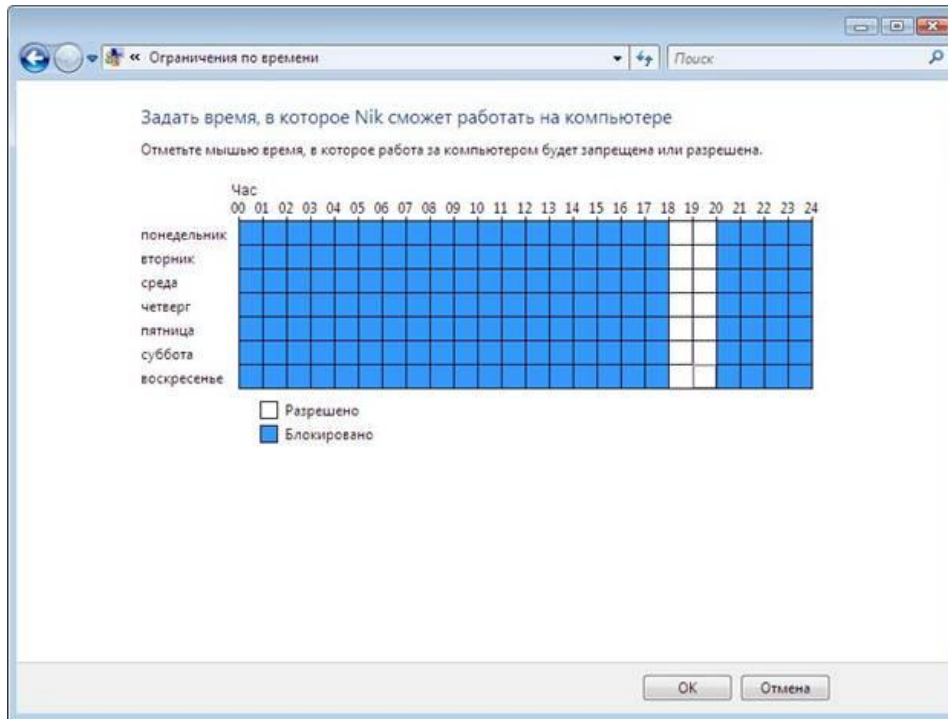 « Ограничения по времени
Поиск
Задать время, в которое Nik сможет работать на компьютере
Отметьте мышью время, в которое работа за компьютером будет запрещена или разрешена.
Час
00 01 02 03 04 05 06 07 08 09 10 11 12 13 14 15 16 17 18 19 20 21 22 23 24
понедельник
вторник
среда
четверг
пятница
суббота
воскресенье
Разрешено
Блокировано
ОК Отмена